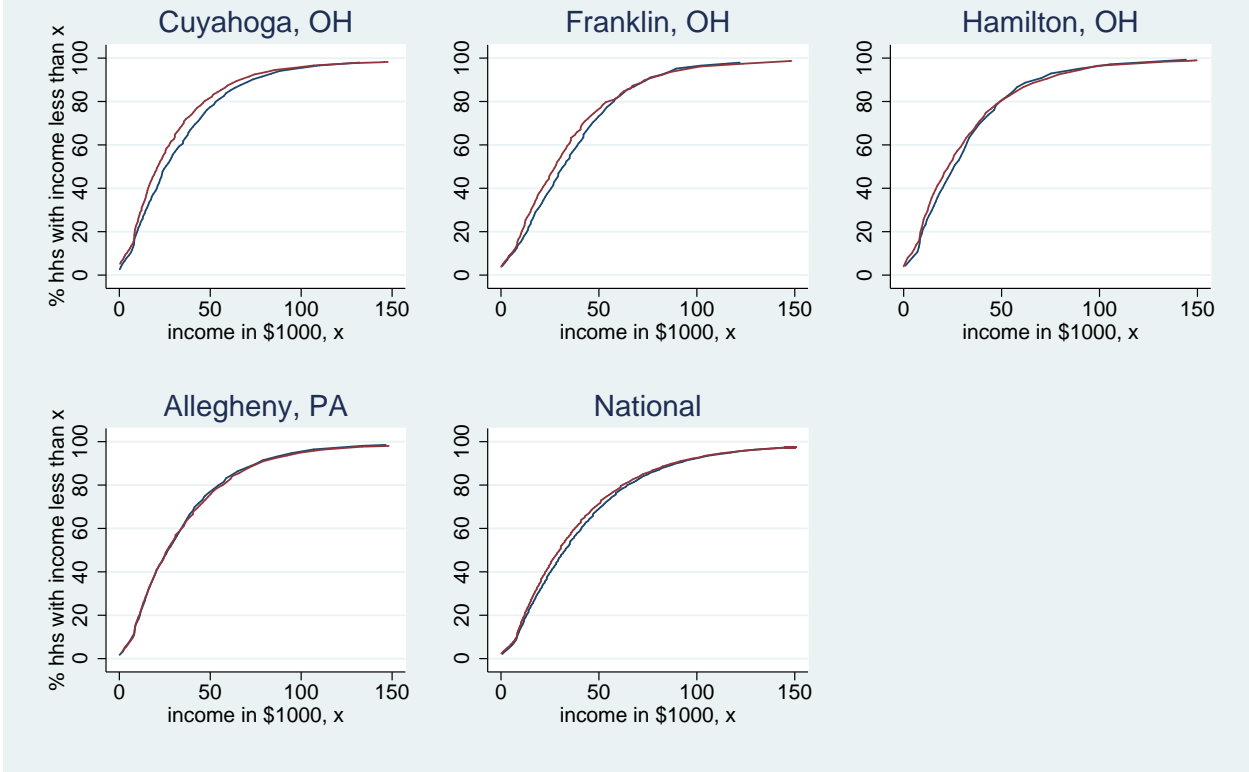 Cuyahoga, OH
% hhs with income less than x
0 20 40 60 80 100
0 50 100 150
income in $1000, x
Franklin, OH
0 20 40 60 80 100
0 50 100 150
income in $1000, x
Hamilton, OH
0 20 40 60 80 100
0 50 100 150
income in $1000, x
Allegheny, PA
% hhs with income less than x
0 20 40 60 80 100
0 50 100 150
income in $1000, x
National
0 20 40 60 80 100
0 50 100 150
income in $1000, x